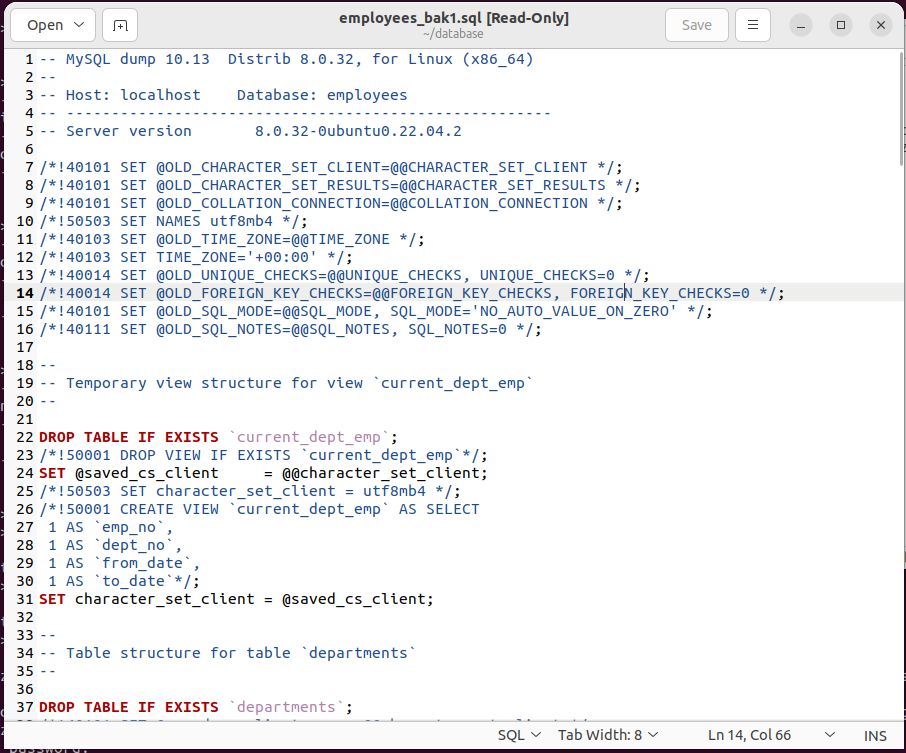 Open
employees_bak1.sql [Read-Only]
~/database
Save
1 -- MySQL dump 10.13  Distrib 8.0.32, for Linux (x86_64)
2 --
3 -- Host: localhost    Database: employees
4 -- ------------------------------------------------------
5 -- Server version       8.0.32-0ubuntu0.22.04.2
6
7 /*!40101 SET @OLD_CHARACTER_SET_CLIENT=@@CHARACTER_SET_CLIENT */;
8 /*!40101 SET @OLD_CHARACTER_SET_RESULTS=@@CHARACTER_SET_RESULTS */;
9 /*!40101 SET @OLD_COLLATION_CONNECTION=@@COLLATION_CONNECTION */;
10 /*!50503 SET NAMES utf8mb4 */;
11 /*!40103 SET @OLD_TIME_ZONE=@@TIME_ZONE */;
12 /*!40103 SET TIME_ZONE='+00:00' */;
13 /*!40014 SET @OLD_UNIQUE_CHECKS=@@UNIQUE_CHECKS, UNIQUE_CHECKS=0 */;
14 /*!40014 SET @OLD_FOREIGN_KEY_CHECKS=@@FOREIGN_KEY_CHECKS, FOREIGN_KEY_CHECKS=0 */;
15 /*!40101 SET @OLD_SQL_MODE=@@SQL_MODE, SQL_MODE='NO_AUTO_VALUE_ON_ZERO' */;
16 /*!40111 SET @OLD_SQL_NOTES=@@SQL_NOTES, SQL_NOTES=0 */;
17
18 --
19 -- Temporary view structure for view `current_dept_emp`
20 --
21
22 DROP TABLE IF EXISTS `current_dept_emp`;
23 /*!50001 DROP VIEW IF EXISTS `current_dept_emp`*/;
24 SET @saved_cs_client     = @@character_set_client;
25 /*!50503 SET character_set_client = utf8mb4 */;
26 /*!50001 CREATE VIEW `current_dept_emp` AS SELECT
27  1 AS `emp_no`,
28  1 AS `dept_no`,
29  1 AS `from_date`,
30  1 AS `to_date`*/;
31 SET character_set_client = @saved_cs_client;
32
33 --
34 -- Table structure for table `departments`
35 --
36
37 DROP TABLE IF EXISTS `departments`;
SQL
Tab Width: 8
Ln 14, Col 66
INS